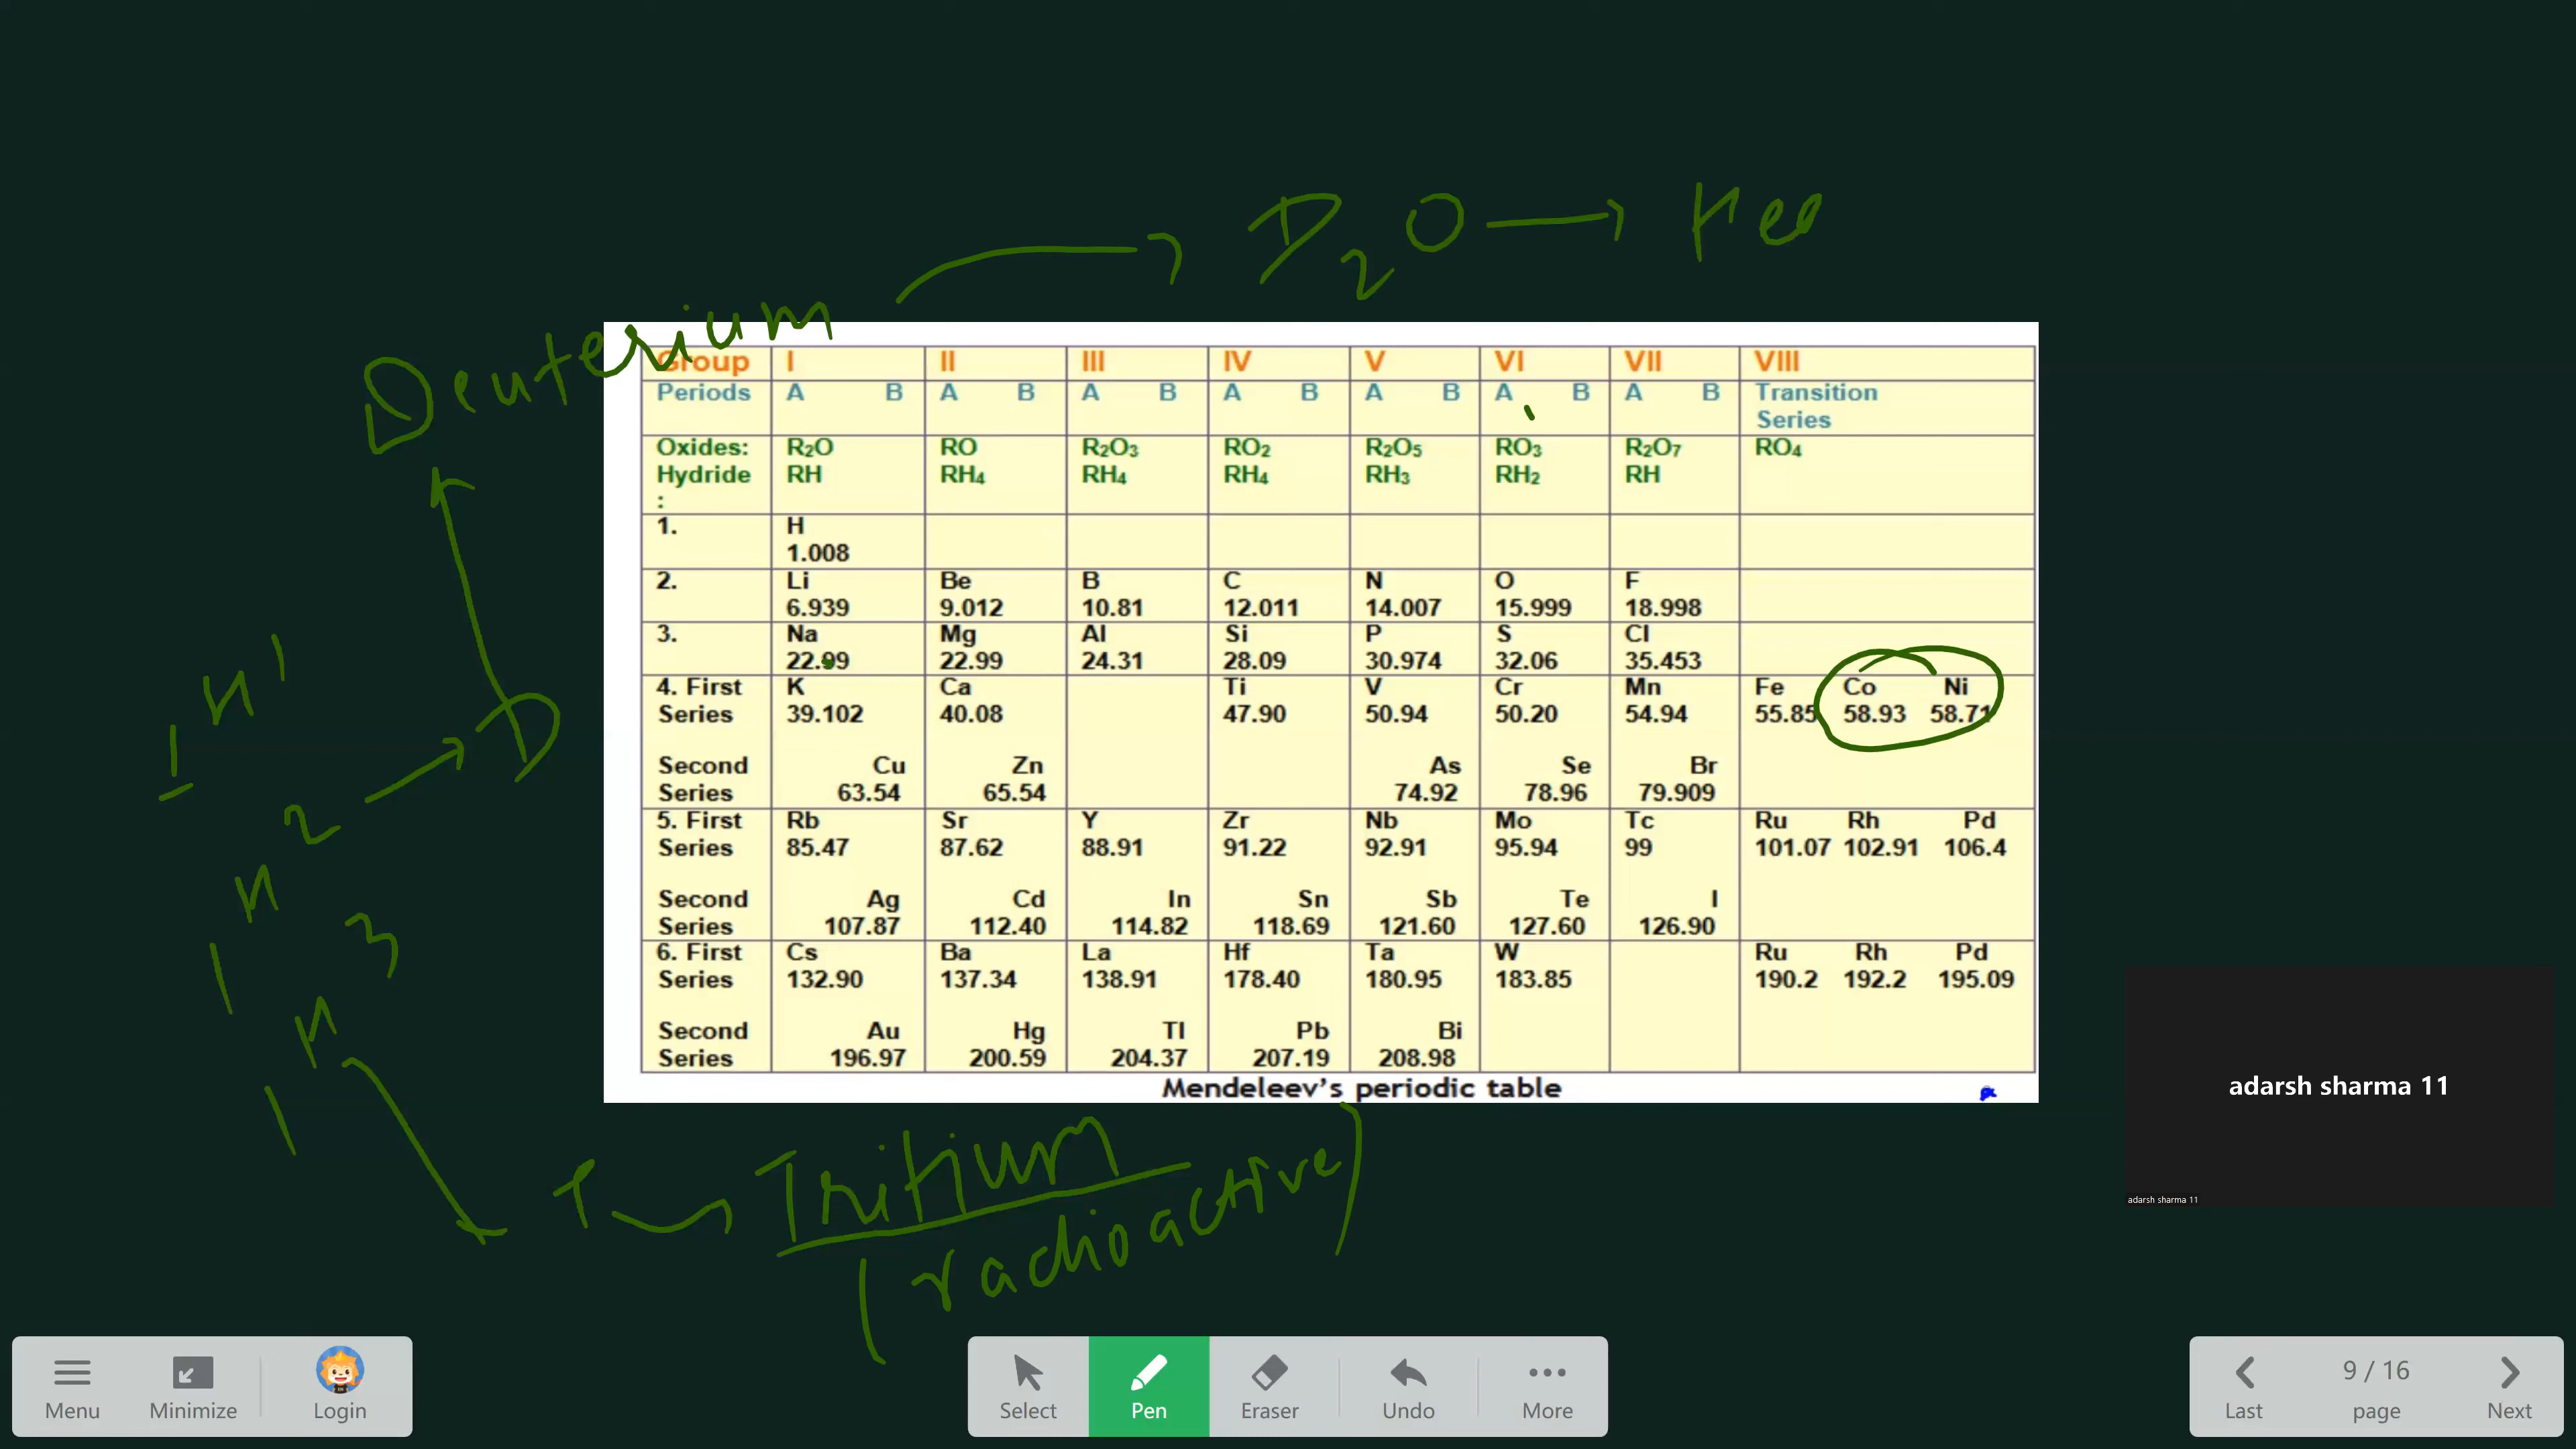 D₂O → Hea
Deuterium
Group I II III IV V VI VII VIII
Periods A B A B A B A B A B A B A B Transition Series
Oxides: R₂O RO R₂O₃ RO₂ R₂O₅ RO₃ R₂O₇ RO₄
Hydride : RH RH₄ RH₄ RH₄ RH₃ RH₂ RH
1. H
1.008
2. Li Be B C N O F
6.939 9.012 10.81 12.011 14.007 15.999 18.998
3. Na Mg Al Si P S Cl
22.99 22.99 24.31 28.09 30.974 32.06 35.453
4. First K Ca Ti V Cr Mn Fe Co Ni
Series 39.102 40.08 47.90 50.94 50.20 54.94 55.85 58.93 58.71
Second Cu Zn As Se Br
Series 63.54 65.54 74.92 78.96 79.909
5. First Rb Sr Y Zr Nb Mo Tc Ru Rh Pd
Series 85.47 87.62 88.91 91.22 92.91 95.94 99 101.07 102.91 106.4
Second Ag Cd In Sn Sb Te I
Series 107.87 112.40 114.82 118.69 121.60 127.60 126.90
6. First Cs Ba La Hf Ta W Ru Rh Pd
Series 132.90 137.34 138.91 178.40 180.95 183.85 190.2 192.2 195.09
Second Au Hg Tl Pb Bi
Series 196.97 200.59 204.37 207.19 208.98
Mendeleev's periodic table
1 H 1
1 H 2 → D
1 H 3
T → Tritium
(radioactive)
adarsh sharma 11
adarsh sharma 11
Menu Minimize Login Select Pen Eraser Undo More Last 9 / 16 page Next